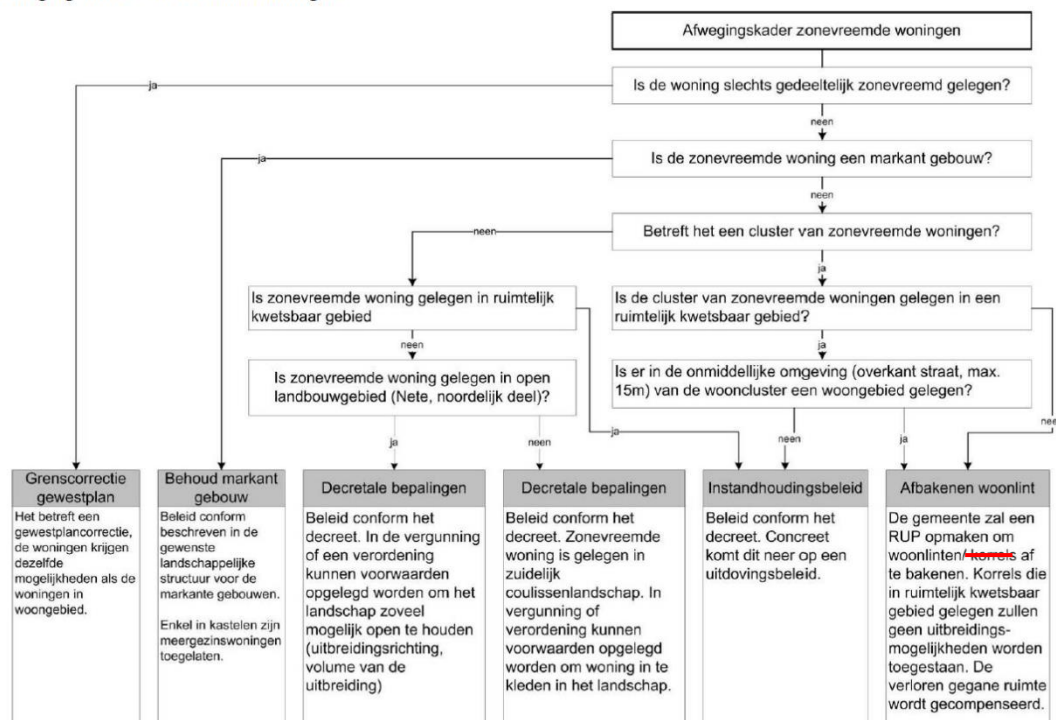 Afwegingskader zonevreemde woningen
ja
Is de woning slechts gedeeltelijk zonevreemd gelegen?
neen
ja
Is de zonevreemde woning een markant gebouw?
neen
neen
Betreft het een cluster van zonevreemde woningen?
ja
Is zonevreemde woning gelegen in ruimtelijk
kwetsbaar gebied
Is de cluster van zonevreemde woningen gelegen in een
ruimtelijk kwetsbaar gebied?
neen
ja
Is zonevreemde woning gelegen in open
landbouwgebied (Nete, noordelijk deel)?
Is er in de onmiddellijke omgeving (overkant straat, max.
15m) van de wooncluster een woongebied gelegen?
ja
neen
ja
neen
ja
nee
Grenscorrectie
gewestplan
Het betreft een
gewestplancorrectie,
de woningen krijgen
dezelfde
mogelijkheden als de
woningen in
woongebied.
Behoud markant
gebouw
Beleid conform
beschreven in de
gewenste
landschappelijke
structuur voor de
markante gebouwen.
Enkel in kastelen zijn
meergezinswoningen
toegelaten.
Decretale bepalingen
Beleid conform het
decreet. In de vergunning
of een verordening
kunnen voorwaarden
opgelegd worden om het
landschap zoveel
mogelijk open te houden
(uitbreidingsrichting,
volume van de
uitbreiding)
Decretale bepalingen
Beleid conform het
decreet. Zonevreemde
woning is gelegen in
zuidelijk
coulissenlandschap. In
vergunning of
verordening kunnen
voorwaarden opgelegd
worden om woning in te
kleden in het landschap.
Instandhoudingsbeleid
Beleid conform het
decreet. Concreet
komt dit neer op een
uitdovingsbeleid.
Afbakenen woonlint
De gemeente zal een
RUP opmaken om
woonlinten/ korrels af
te bakenen. Korrels die
in ruimtelijk kwetsbaar
gebied gelegen zullen
geen uitbreidings-
mogelijkheden worden
toegestaan. De
verloren gegane ruimte
wordt gecompenseerd.